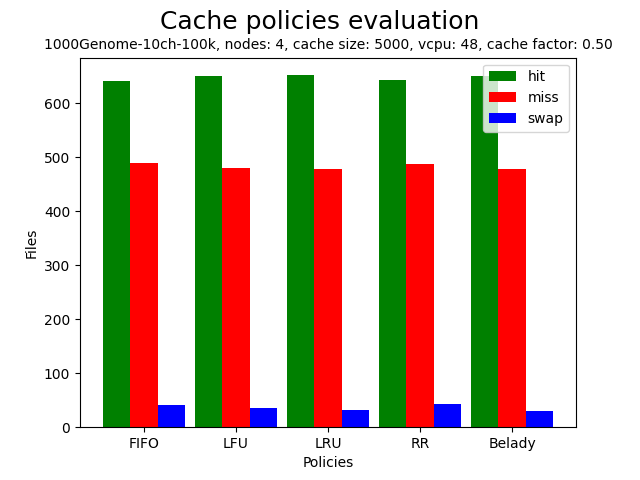 Cache policies evaluation
1000Genome-10ch-100k, nodes: 4, cache size: 5000, vcpu: 48, cache factor: 0.50
hit
miss
swap
Files
600
500
400
300
200
100
0
FIFO LFU LRU RR Belady
Policies